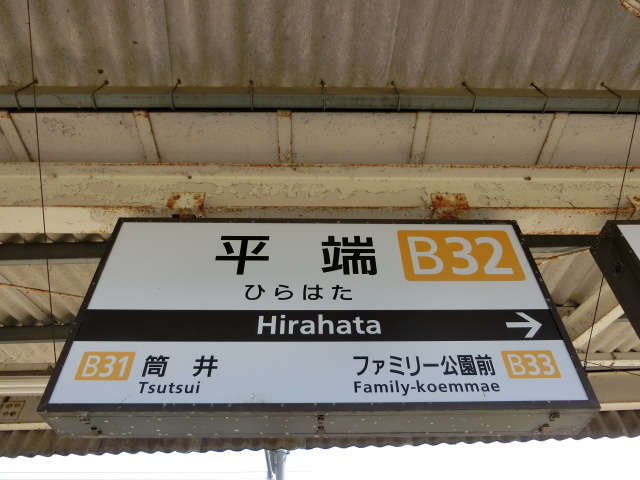 平端 B32
ひらはた
Hirahata →
B31 筒井
Tsutsui
ファミリー公園前 B33
Family-koemmae